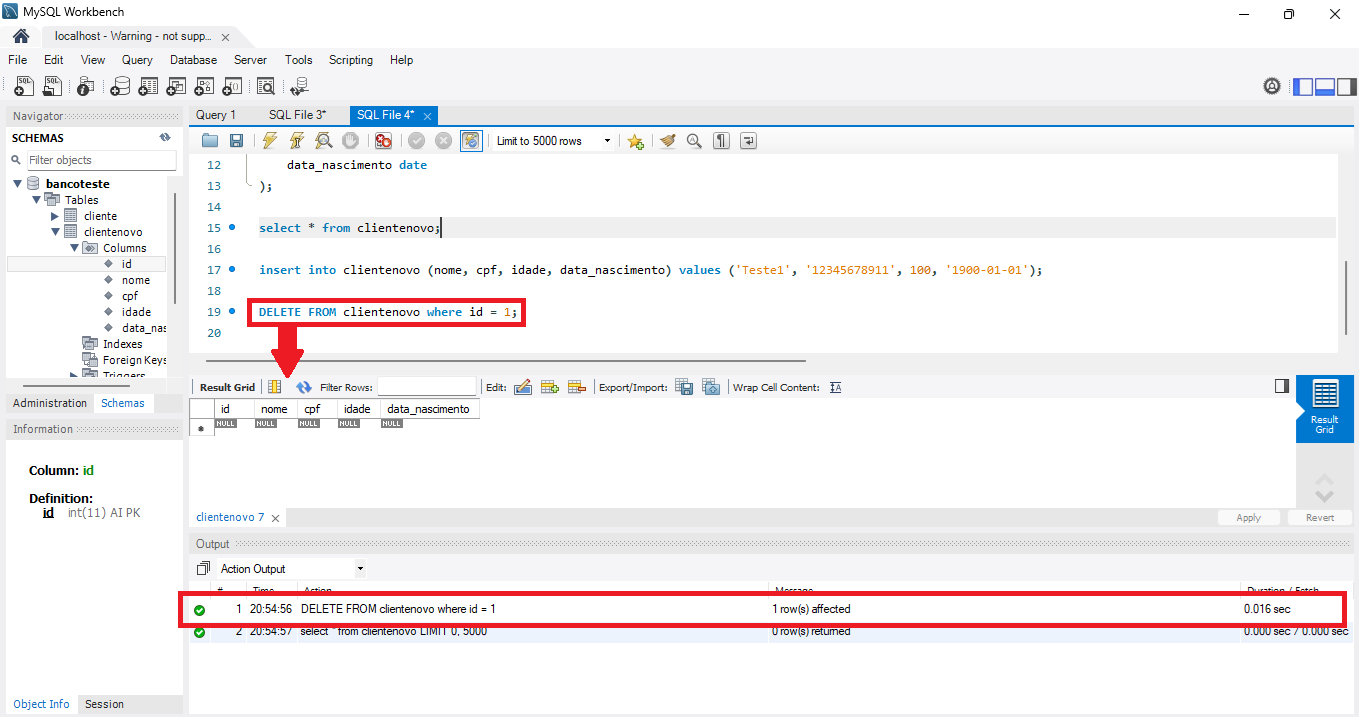 MySQL Workbench
localhost - Warning - not supp...
File Edit View Query Database Server Tools Scripting Help
Navigator
SCHEMAS
Filter objects
bancoteste
Tables
cliente
clientenovo
Columns
id
nome
cpf
idade
data_nas
Indexes
Foreign Keys
Triggers
Administration Schemas
Information
Column: id
Definition:
id int(11) AI PK
Object Info Session
Query 1 SQL File 3* SQL File 4*
Limit to 5000 rows
12 data_nascimento date
13 );
14
15 select * from clientenovo;
16
17 insert into clientenovo (nome, cpf, idade, data_nascimento) values ('Teste1', '12345678911', 100, '1900-01-01');
18
19 DELETE FROM clientenovo where id = 1;
20
Result Grid Filter Rows: Edit: Export/Import: Wrap Cell Content:
id nome cpf idade data_nascimento
NULL NULL NULL NULL NULL
Result
Grid
clientenovo 7
Apply Revert
Output
Action Output
# Time Action Message Duration / Fetch
1 20:54:56 DELETE FROM clientenovo where id = 1 1 row(s) affected 0.016 sec
2 20:54:57 select * from clientenovo LIMIT 0, 5000 0 row(s) returned 0.000 sec / 0.000 sec